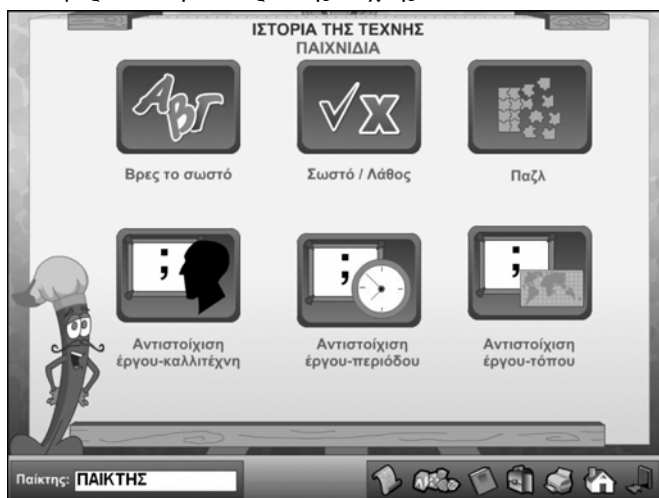 ΙΣΤΟΡΙΑ ΤΗΣ ΤΕΧΝΗΣ
ΠΑΙΧΝΙΔΙΑ
ΑΒΓ
Βρες το σωστό
Σωστό / Λάθος
Παζλ
;
;
;
Αντιστοίχιση
έργου-καλλιτέχνη
Αντιστοίχιση
έργου-περιόδου
Αντιστοίχιση
έργου-τόπου
Παίκτης: ΠΑΙΚΤΗΣ